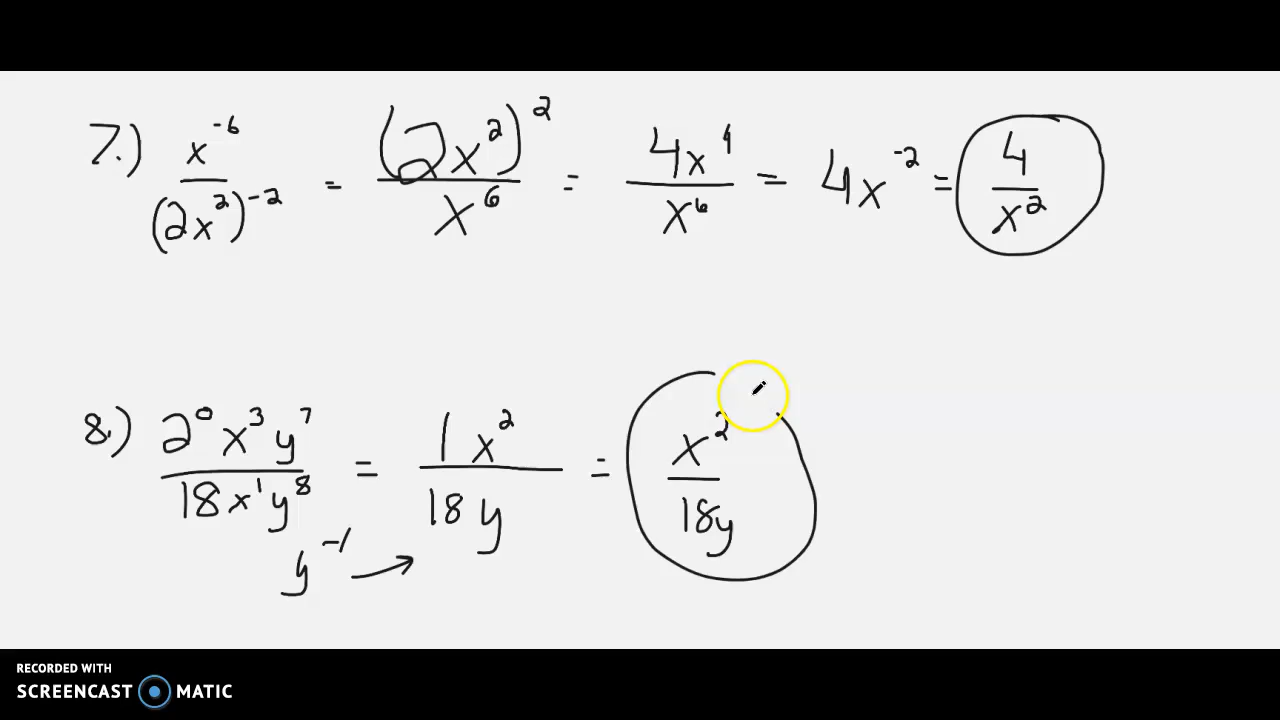 7.) x^-6 / (2x^2)^-2 = (2x^2)^2 / x^6 = 4x^4 / x^6 = 4x^-2 = 4 / x^2
8.) 2^0 x^3 y^7 / 18x^1 y^8 = 1x^2 / 18y = x^2 / 18y
y^-1 →
RECORDED WITH
SCREENCAST MATIC